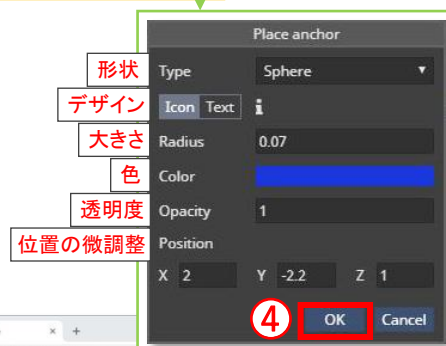 Place anchor
形状 Type Sphere
デザイン Icon Text i
大きさ Radius 0.07
色 Color
透明度 Opacity 1
位置の微調整 Position
X 2 Y -2.2 Z 1
④ OK Cancel
× +